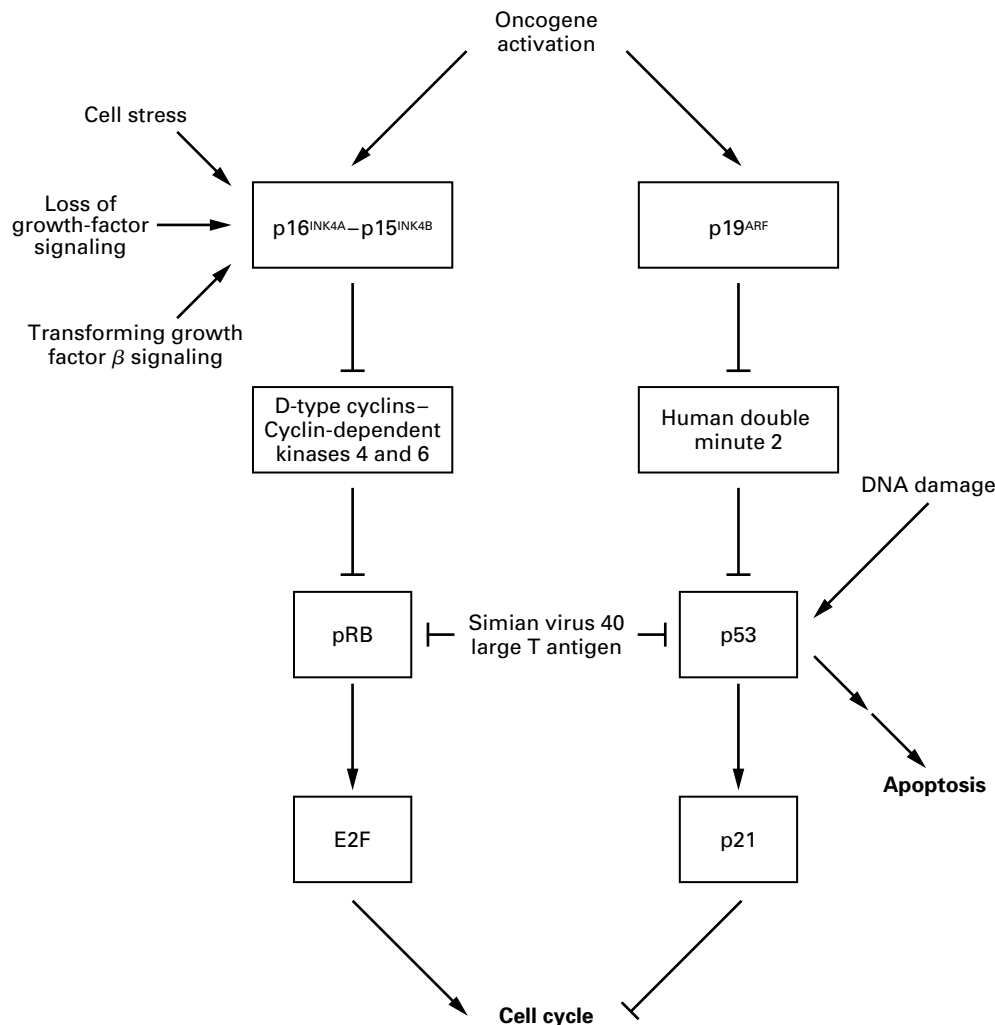 Oncogene
activation
Cell stress
Loss of
growth-factor
signaling
Transforming growth
factor β signaling
p16INK4A–p15INK4B
p19ARF
D-type cyclins–
Cyclin-dependent
kinases 4 and 6
Human double
minute 2
DNA damage
pRB
Simian virus 40
large T antigen
p53
Apoptosis
E2F
p21
Cell cycle